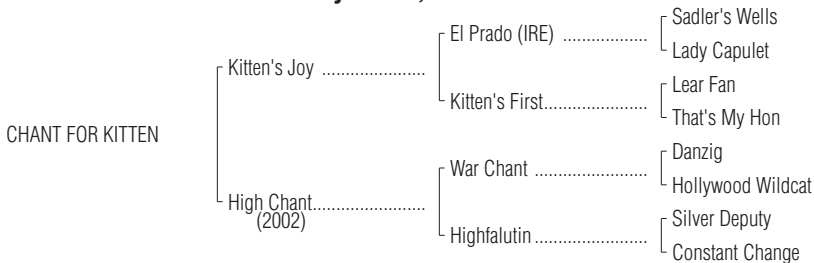 Sadler's Wells
El Prado (IRE) ..................
Lady Capulet
Kitten's Joy ......................
Lear Fan
Kitten's First......................
That's My Hon
CHANT FOR KITTEN
Danzig
War Chant ........................
Hollywood Wildcat
High Chant........................
(2002)
Silver Deputy
Highfalutin ........................
Constant Change